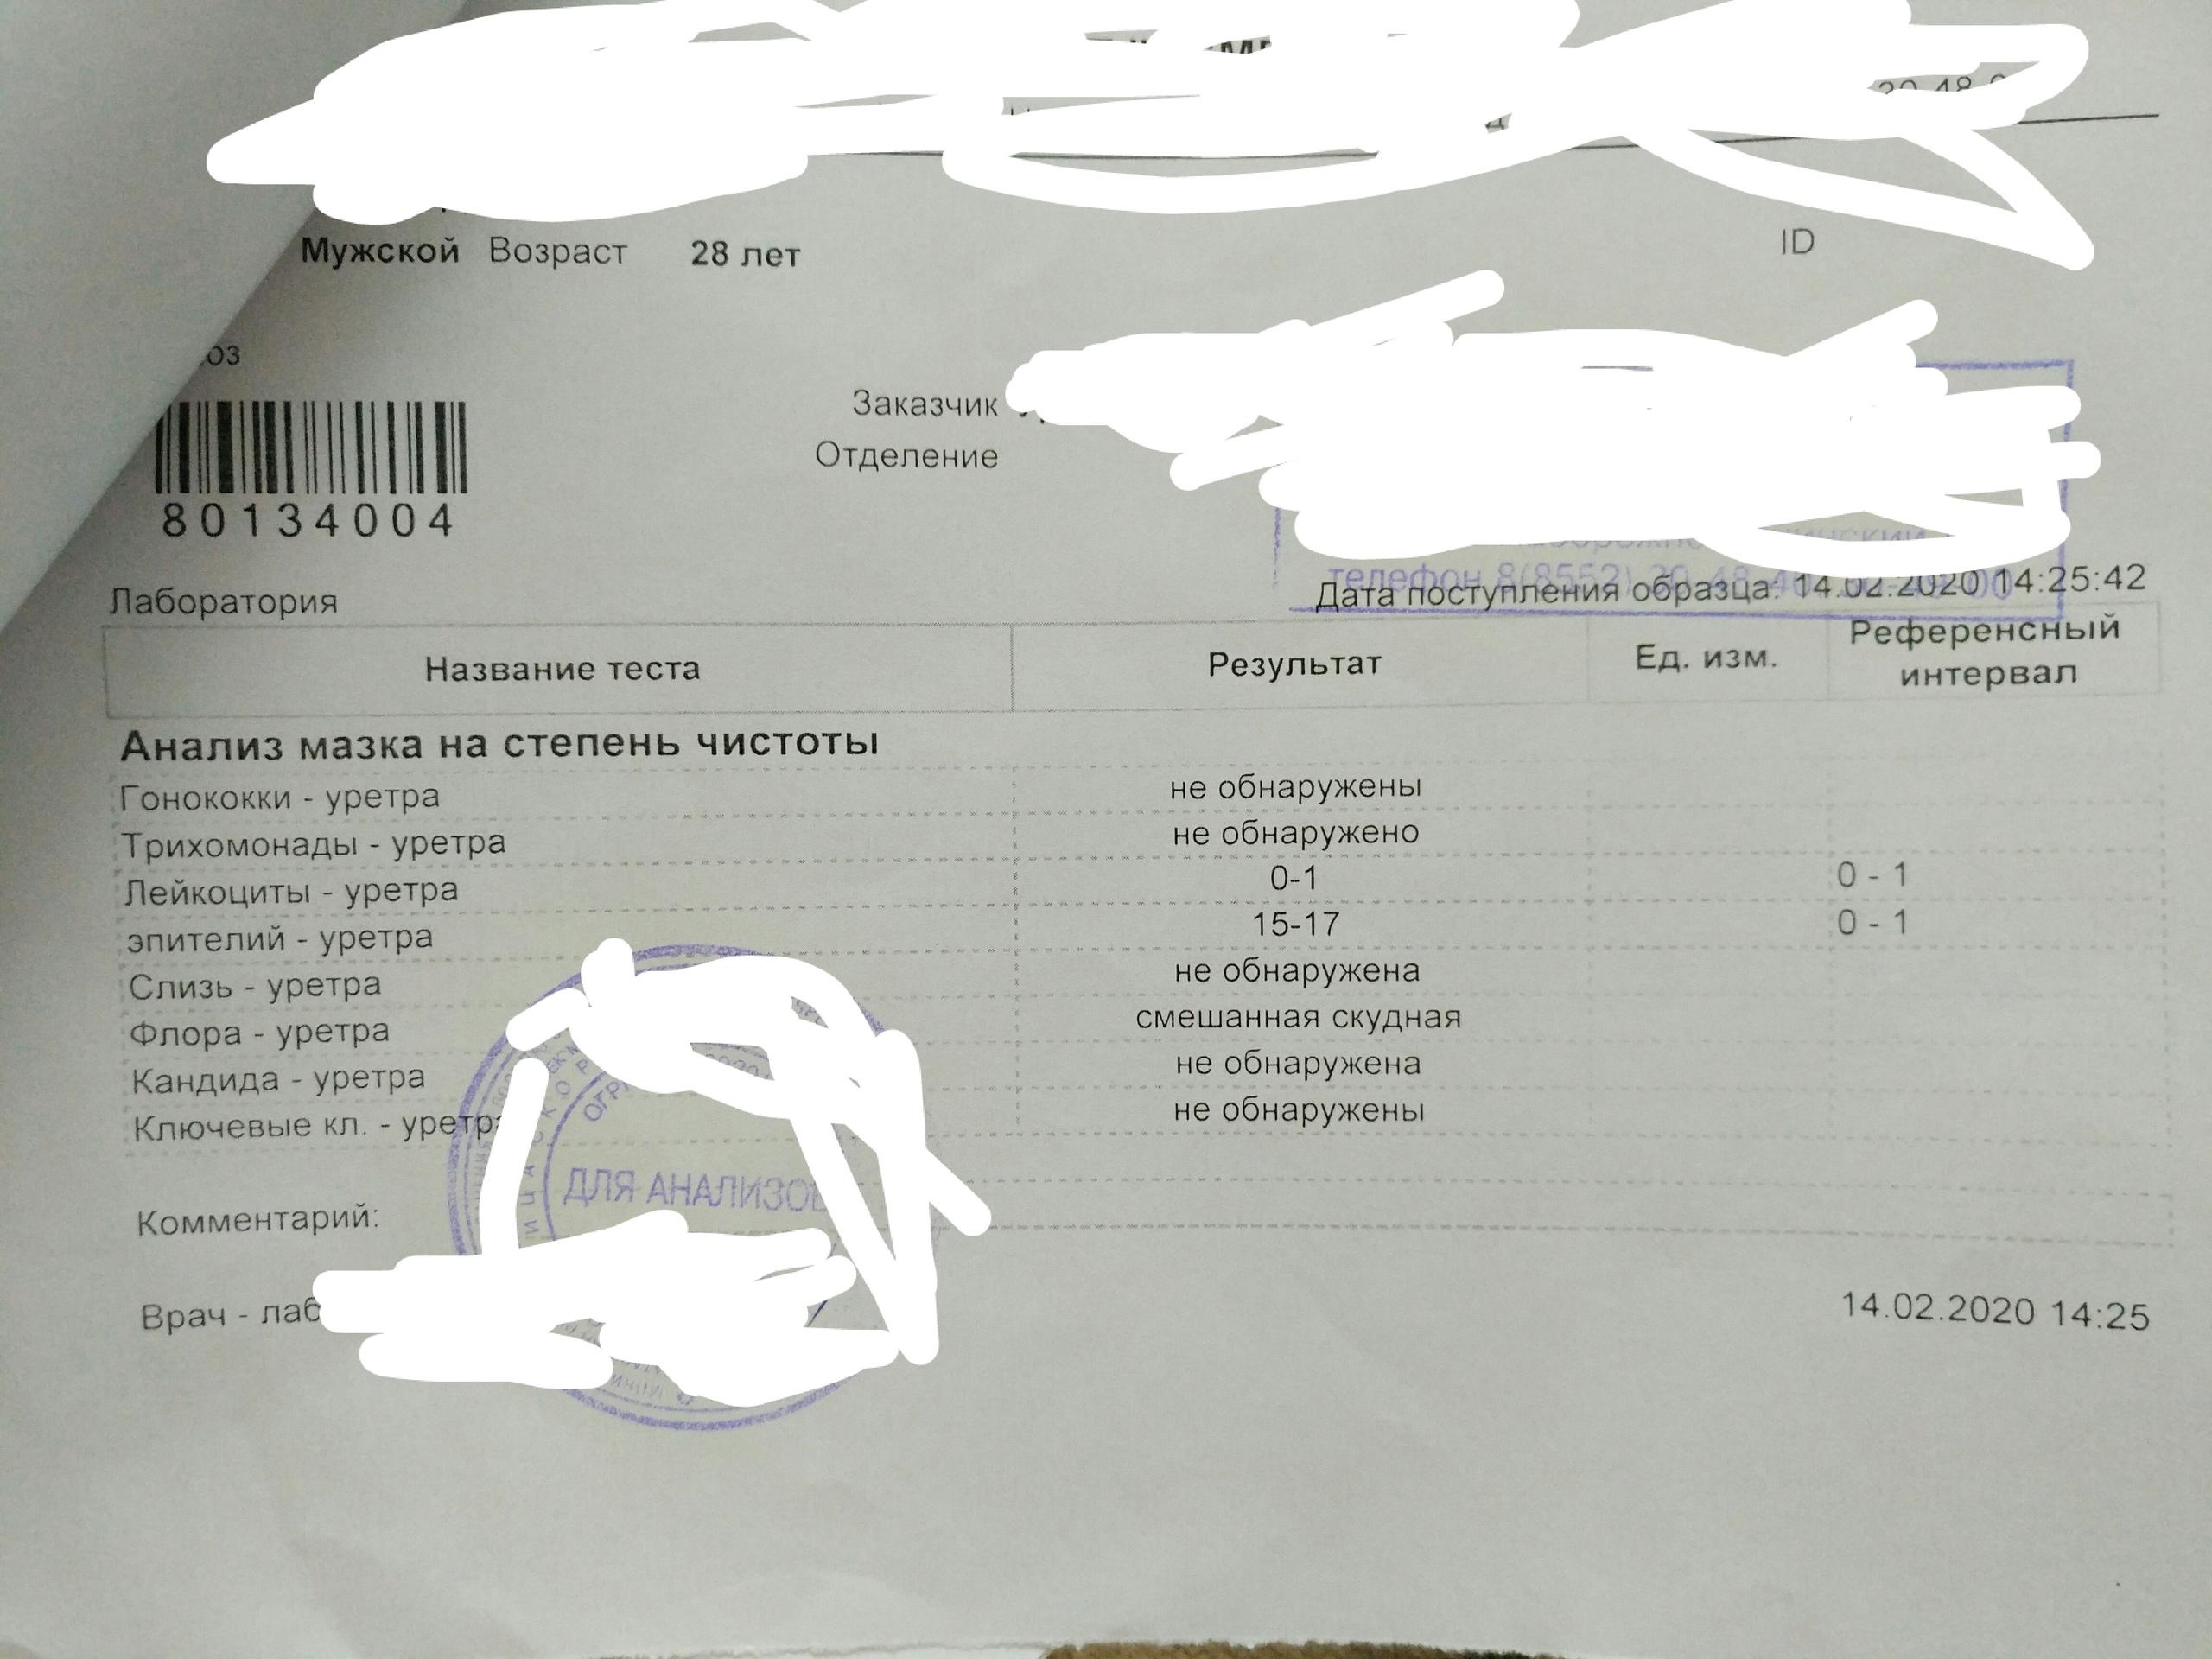 Мужской Возраст 28 лет
ID
Заказчик
Отделение
80134004
телефон 8(8552)
Лаборатория
Дата поступления образца: 14.02.2020 14:25:42
Название теста Результат Ед. изм. Референсный интервал
Анализ мазка на степень чистоты
Гонококки - уретра не обнаружены
Трихомонады - уретра не обнаружено
Лейкоциты - уретра 0-1 0 - 1
эпителий - уретра 15-17 0 - 1
Слизь - уретра не обнаружена
Флора - уретра смешанная скудная
Кандида - уретра не обнаружена
Ключевые кл. - уретра не обнаружены
ДЛЯ АНАЛИЗОВ
Комментарий:
Врач - лаб
14.02.2020 14:25